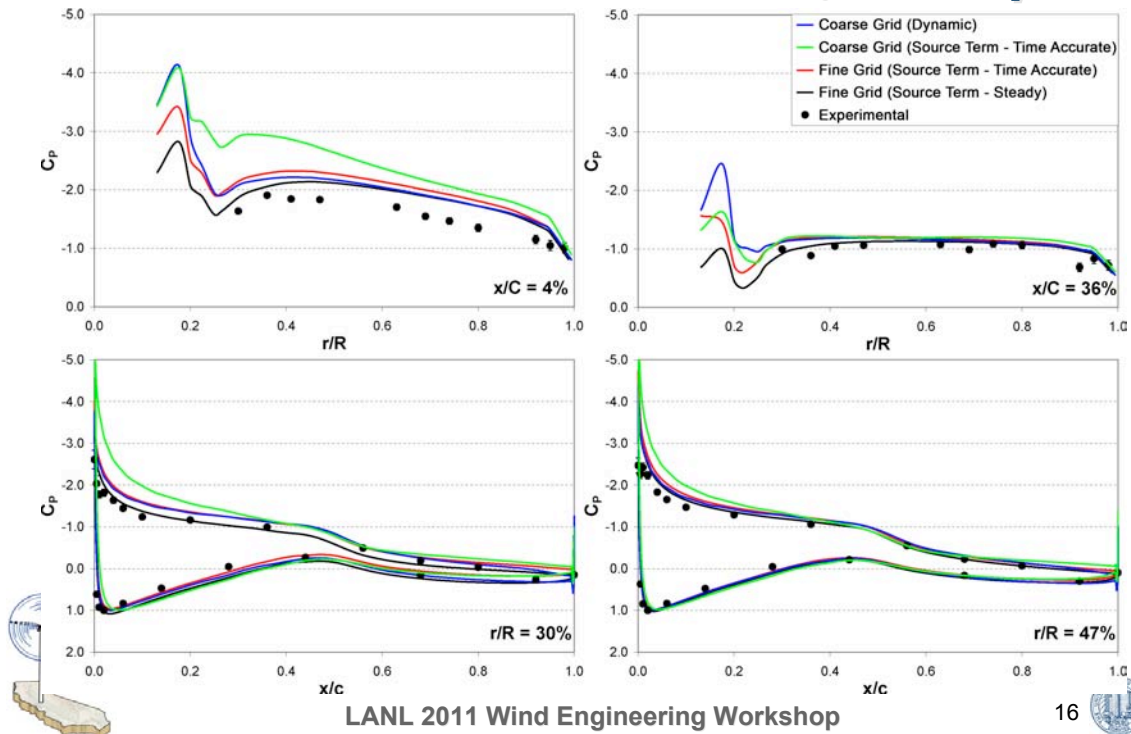 -5.0
-4.0
-3.0
-2.0
-1.0
0.0
CP
0.0 0.2 0.4 0.6 0.8 1.0
r/R
x/C = 4%
-5.0
-4.0
-3.0
-2.0
-1.0
0.0
CP
Coarse Grid (Dynamic)
Coarse Grid (Source Term - Time Accurate)
Fine Grid (Source Term - Time Accurate)
Fine Grid (Source Term - Steady)
Experimental
0.0 0.2 0.4 0.6 0.8 1.0
r/R
x/C = 36%
-5.0
-4.0
-3.0
-2.0
-1.0
0.0
1.0
2.0
CP
0.0 0.2 0.4 0.6 0.8 1.0
x/c
r/R = 30%
-5.0
-4.0
-3.0
-2.0
-1.0
0.0
1.0
2.0
CP
0.0 0.2 0.4 0.6 0.8 1.0
x/c
r/R = 47%
LANL 2011 Wind Engineering Workshop
16